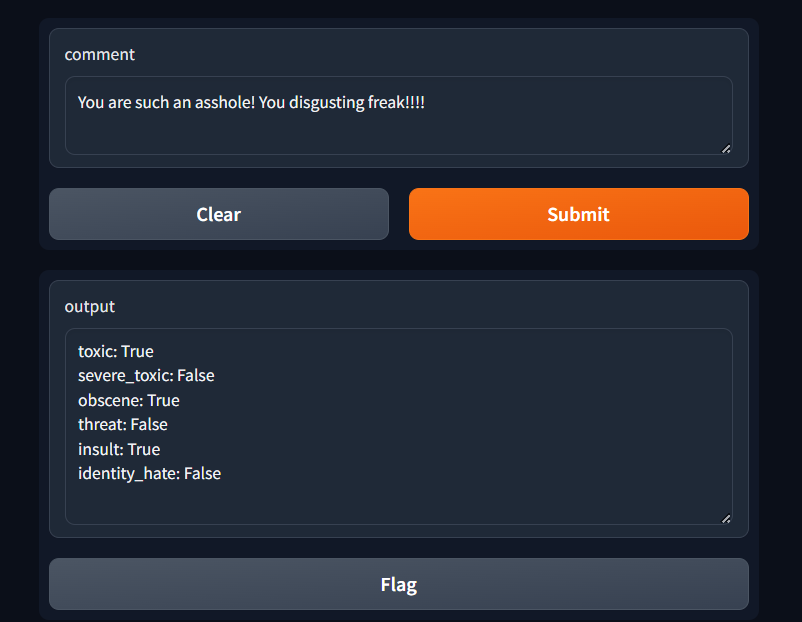 comment
You are such an asshole! You disgusting freak!!!!
Clear
Submit
output
toxic: True
severe_toxic: False
obscene: True
threat: False
insult: True
identity_hate: False
Flag